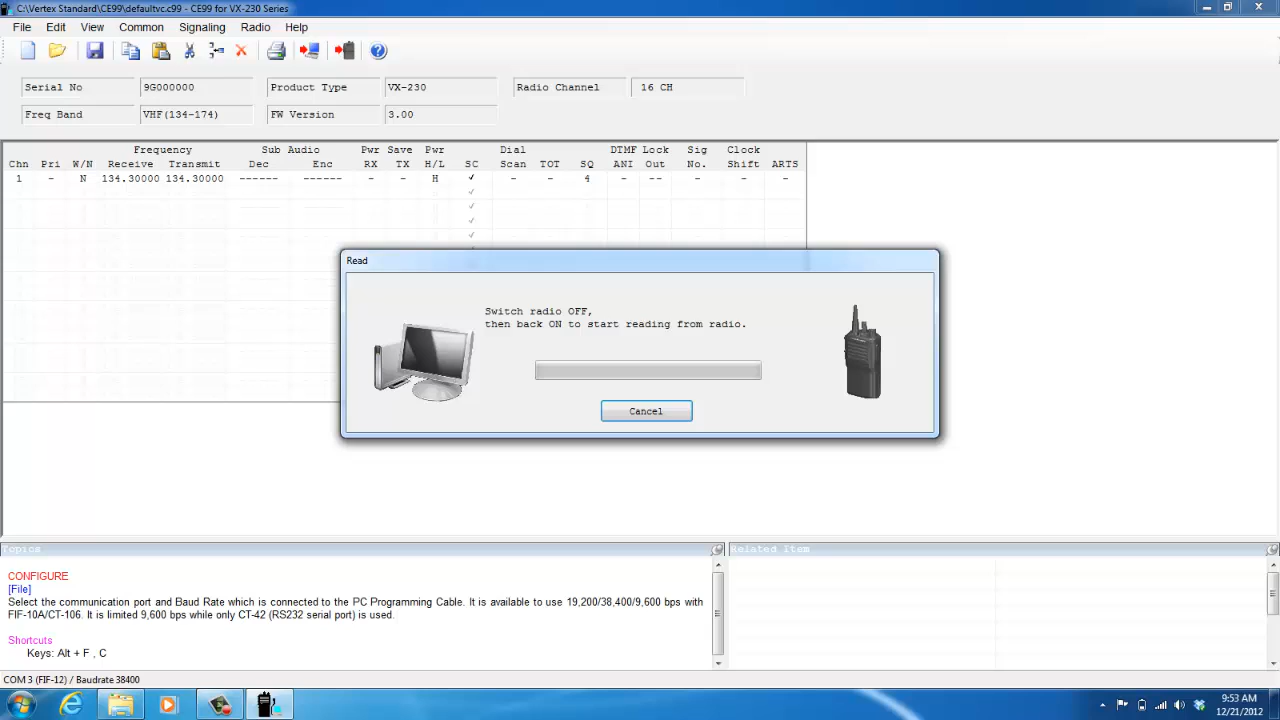 C:\Vertex Standard\CE99\defaultvc.c99 - CE99 for VX-230 Series
File Edit View Common Signaling Radio Help
Serial No 9G000000 Product Type VX-230 Radio Channel 16 CH
Freq Band VHF(134-174) FW Version 3.00
Frequency Sub Audio Pwr Save Pwr Dial DTMF Lock Sig Clock
Chn Pri W/N Receive Transmit Dec Enc RX TX H/L SC Scan TOT SQ ANI Out No. Shift ARTS
1 - N 134.30000 134.30000 ------ ------ - - H ✓ - - 4 - -- - - -
Read
Switch radio OFF,
then back ON to start reading from radio.
Cancel
Topics
Related Item
CONFIGURE
[File]
Select the communication port and Baud Rate which is connected to the PC Programming Cable. It is available to use 19,200/38,400/9,600 bps with
FIF-10A/CT-106. It is limited 9,600 bps while only CT-42 (RS232 serial port) is used.
Shortcuts
Keys: Alt + F , C
COM 3 (FIF-12) / Baudrate 38400
9:53 AM
12/21/2012